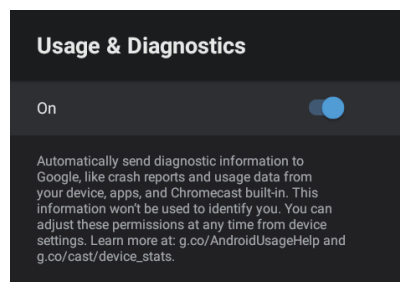 Usage & Diagnostics
On
Automatically send diagnostic information to
Google, like crash reports and usage data from
your device, apps, and Chromecast built-in. This
information won't be used to identify you. You can
adjust these permissions at any time from device
settings. Learn more at: g.co/AndroidUsageHelp and
g.co/cast/device_stats.